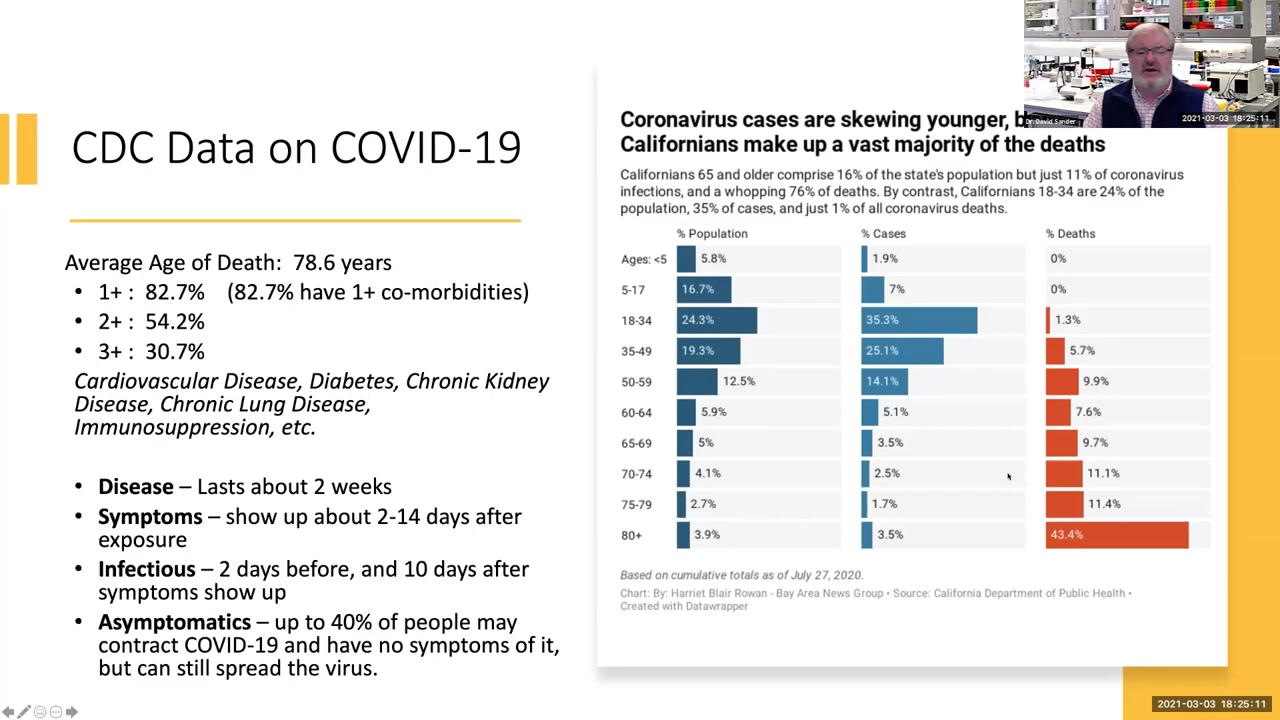 CDC Data on COVID-19
Average Age of Death: 78.6 years
• 1+ : 82.7% (82.7% have 1+ co-morbidities)
• 2+ : 54.2%
• 3+ : 30.7%
Cardiovascular Disease, Diabetes, Chronic Kidney
Disease, Chronic Lung Disease,
Immunosuppression, etc.
• Disease – Lasts about 2 weeks
• Symptoms – show up about 2-14 days after
exposure
• Infectious – 2 days before, and 10 days after
symptoms show up
• Asymptomatics – up to 40% of people may
contract COVID-19 and have no symptoms of it,
but can still spread the virus.
Coronavirus cases are skewing younger,
Californians make up a vast majority of the deaths
Californians 65 and older comprise 16% of the state's population but just 11% of coronavirus
infections, and a whopping 76% of deaths. By contrast, Californians 18-34 are 24% of the
population, 35% of cases, and just 1% of all coronavirus deaths.
% Population % Cases % Deaths
Ages: <5 5.8% 1.9% 0%
5-17 16.7% 7% 0%
18-34 24.3% 35.3% 1.3%
35-49 19.3% 25.1% 5.7%
50-59 12.5% 14.1% 9.9%
60-64 5.9% 5.1% 7.6%
65-69 5% 3.5% 9.7%
70-74 4.1% 2.5% 11.1%
75-79 2.7% 1.7% 11.4%
80+ 3.9% 3.5% 43.4%
Based on cumulative totals as of July 27, 2020.
Chart: By: Harriet Blair Rowan - Bay Area News Group • Source: California Department of Public Health •
Created with Datawrapper
Dr. David Sander
2021-03-03 18:25:11
2021-03-03 18:25:11